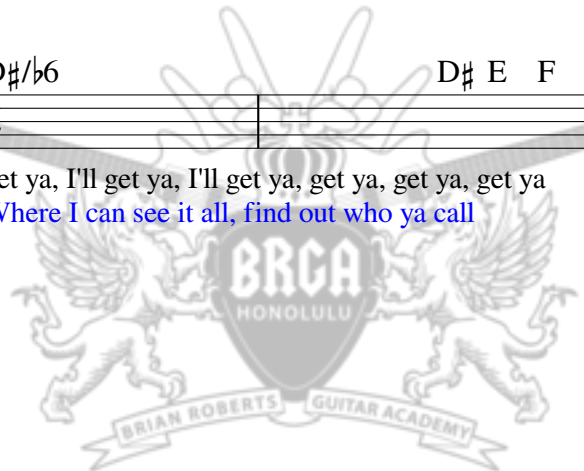 D♯/♭6 D♯ E F
get ya, I'll get ya, I'll get ya, get ya, get ya, get ya
Where I can see it all, find out who ya call
BRGA
HONOLULU
BRIAN ROBERTS GUITAR ACADEMY